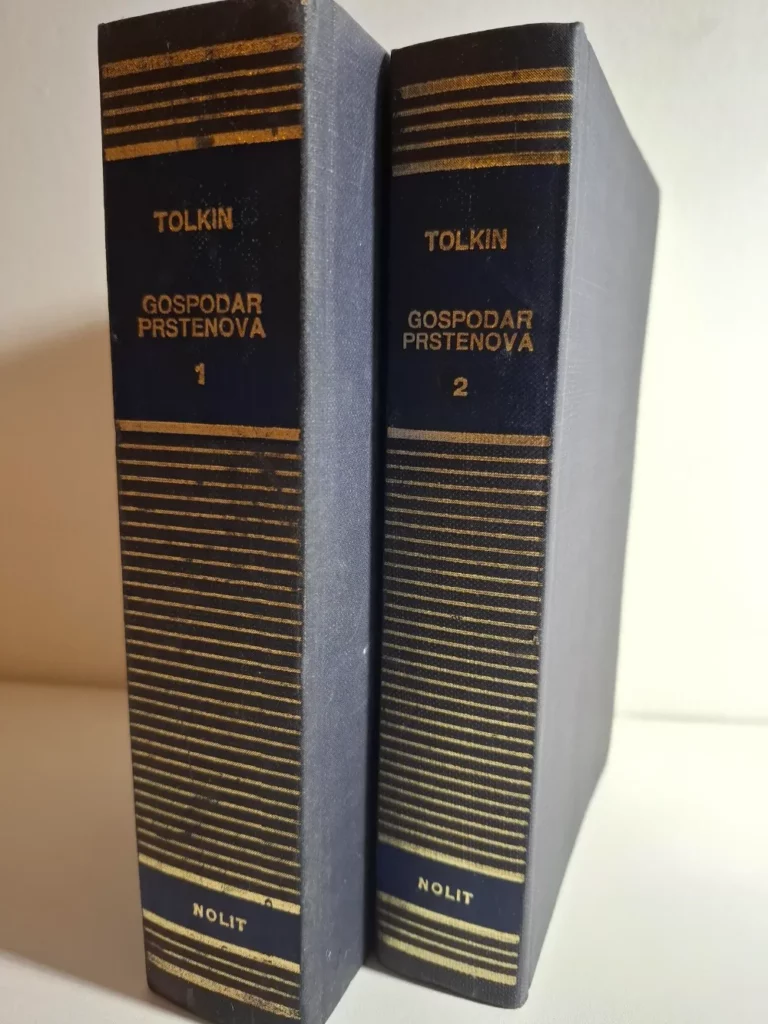 TOLKIN
GOSPODAR
PRSTENOVA
1
NOLIT
TOLKIN
GOSPODAR
PRSTENOVA
2
NOLIT